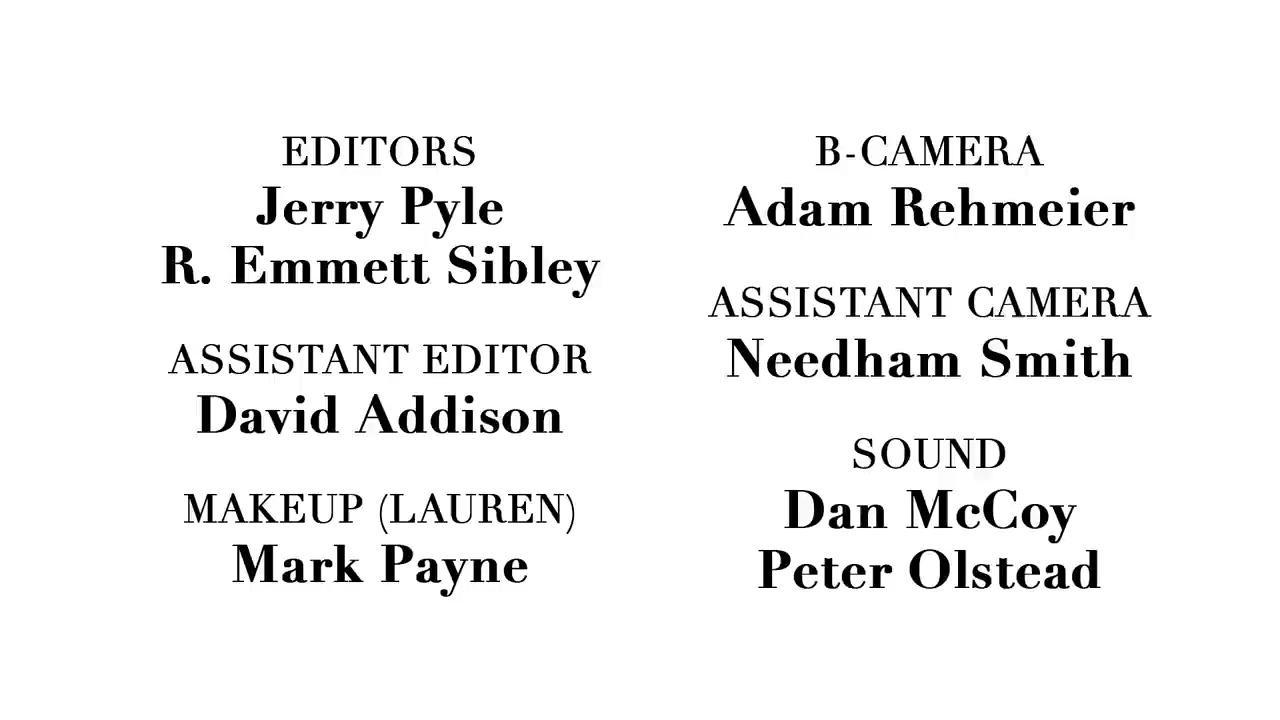 EDITORS
Jerry Pyle
R. Emmett Sibley
ASSISTANT EDITOR
David Addison
MAKEUP (LAUREN)
Mark Payne
B-CAMERA
Adam Rehmeier
ASSISTANT CAMERA
Needham Smith
SOUND
Dan McCoy
Peter Olstead